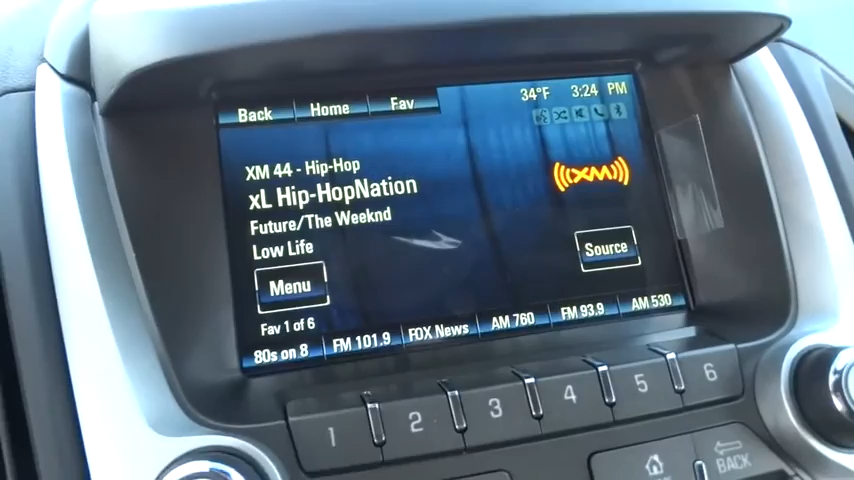 Back Home Fav 34°F 3:24 PM
XM 44 - Hip-Hop
xL Hip-HopNation
((XM))
Future/The Weeknd
Low Life
Source
Menu
Fav 1 of 6
80s on 8 FM 101.9 FOX News AM 760 FM 93.9 AM 530
1 2 3 4 5 6
BACK